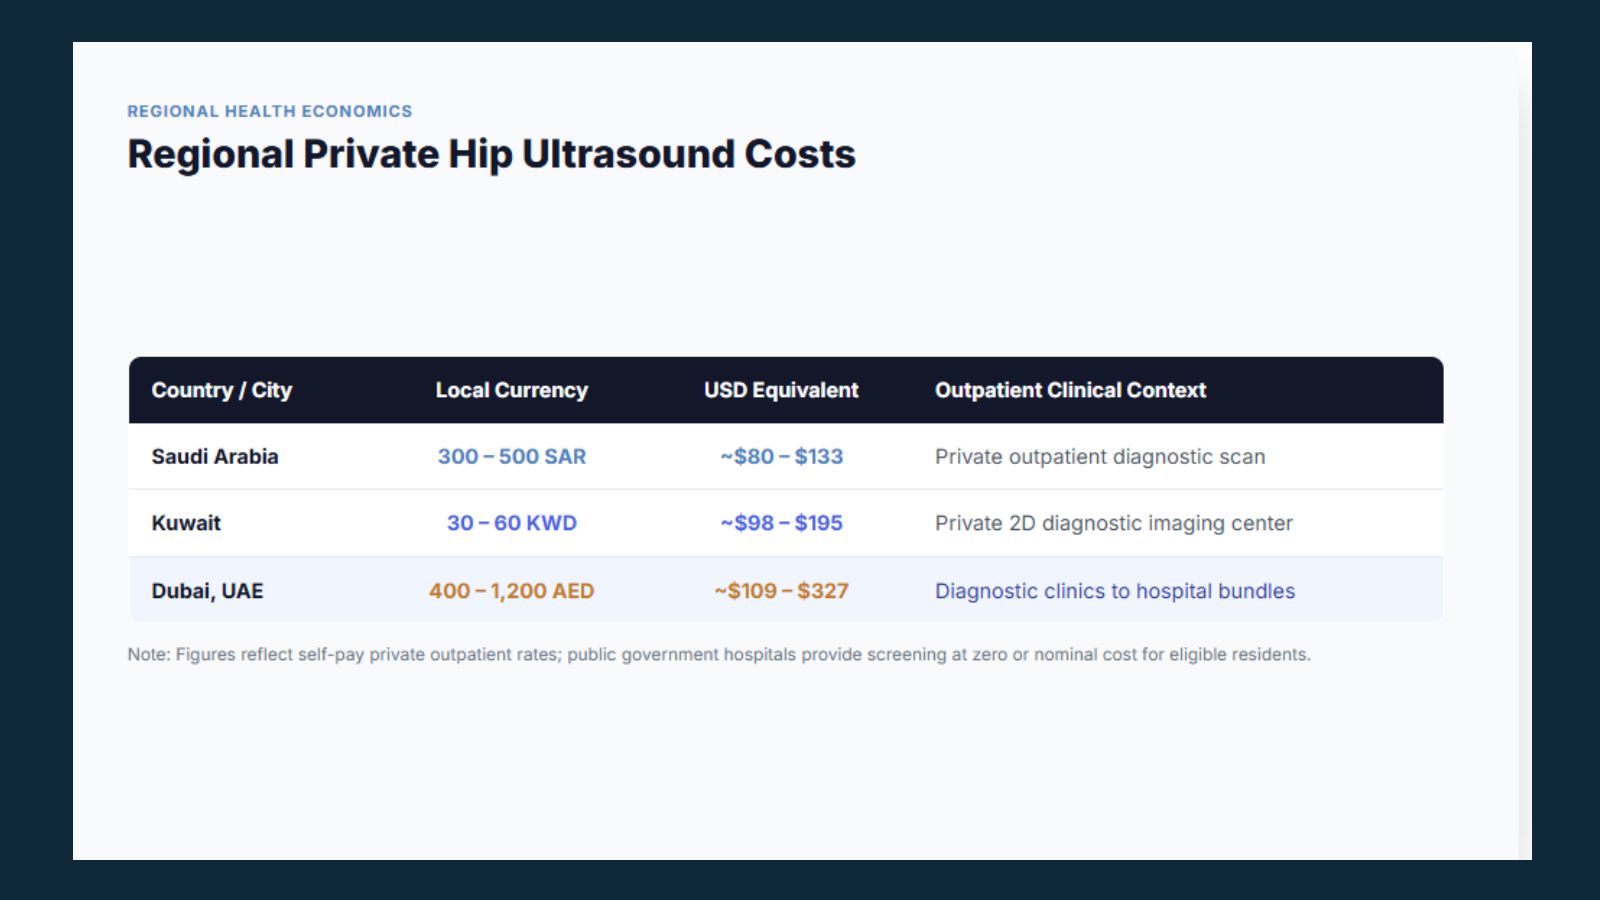 REGIONAL HEALTH ECONOMICS
Regional Private Hip Ultrasound Costs
Country / City Local Currency USD Equivalent Outpatient Clinical Context
Saudi Arabia 300 – 500 SAR ~$80 – $133 Private outpatient diagnostic scan
Kuwait 30 – 60 KWD ~$98 – $195 Private 2D diagnostic imaging center
Dubai, UAE 400 – 1,200 AED ~$109 – $327 Diagnostic clinics to hospital bundles
Note: Figures reflect self-pay private outpatient rates; public government hospitals provide screening at zero or nominal cost for eligible residents.